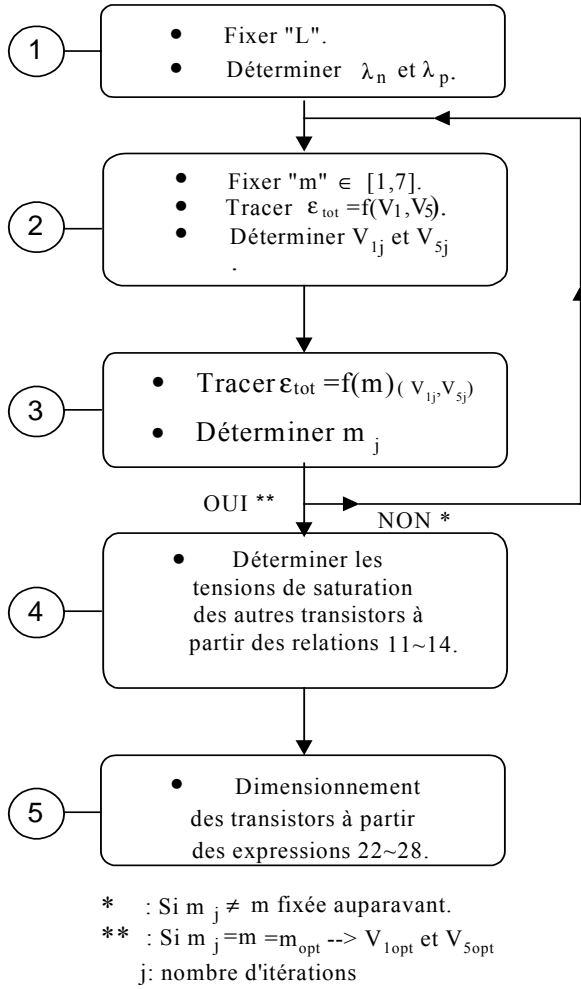 1
• Fixer "L".
• Déterminer λn et λp.
2
• Fixer "m" ∈ [1,7].
• Tracer εtot =f(V1,V5).
• Déterminer V1j et V5j
.
3
• Tracer εtot =f(m) ( V1j,V5j)
• Déterminer m j
OUI **
NON *
4
• Déterminer les
tensions de saturation
des autres transistors à
partir des relations 11~14.
5
• Dimensionnement
des transistors à partir
des expressions 22~28.
* : Si m j ≠ m fixée auparavant.
** : Si m j=m =mopt --> V1opt et V5opt
j: nombre d'itérations